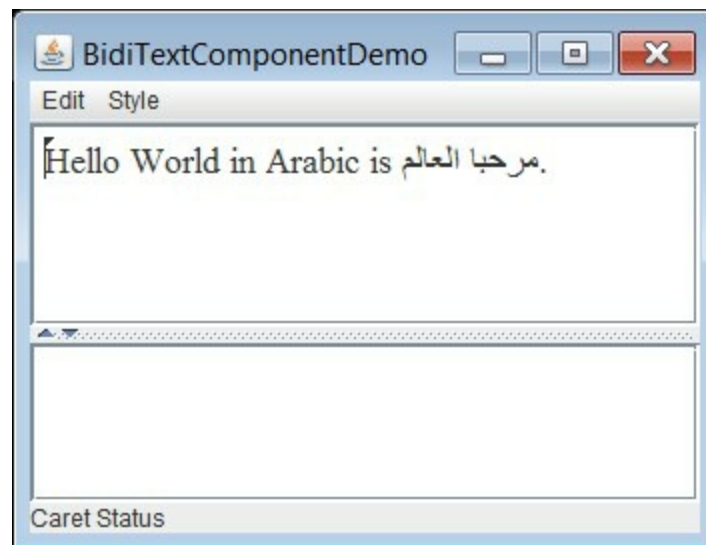 BidiTextComponentDemo
Edit Style
Hello World in Arabic is مرحبا العالم.
Caret Status